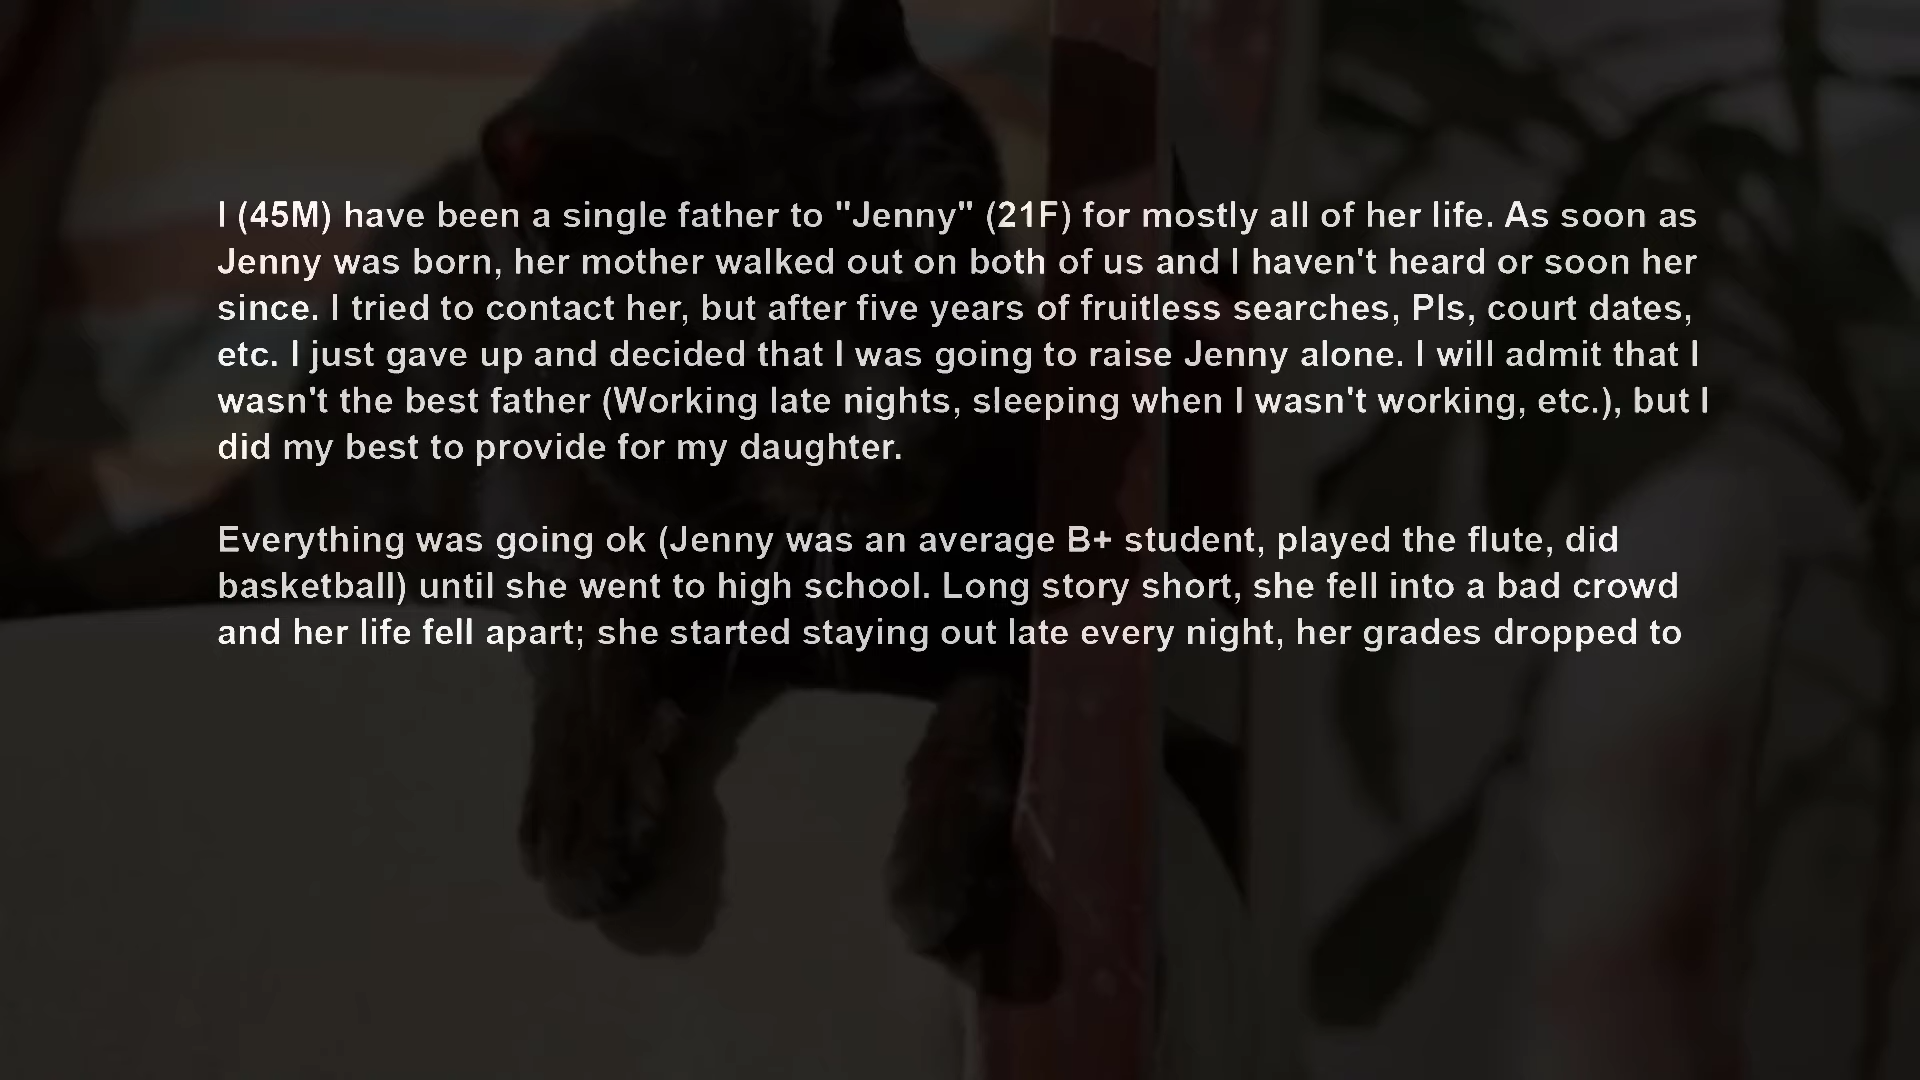 I (45M) have been a single father to "Jenny" (21F) for mostly all of her life. As soon as
Jenny was born, her mother walked out on both of us and I haven't heard or soon her
since. I tried to contact her, but after five years of fruitless searches, PIs, court dates,
etc. I just gave up and decided that I was going to raise Jenny alone. I will admit that I
wasn't the best father (Working late nights, sleeping when I wasn't working, etc.), but I
did my best to provide for my daughter.
Everything was going ok (Jenny was an average B+ student, played the flute, did
basketball) until she went to high school. Long story short, she fell into a bad crowd
and her life fell apart; she started staying out late every night, her grades dropped to